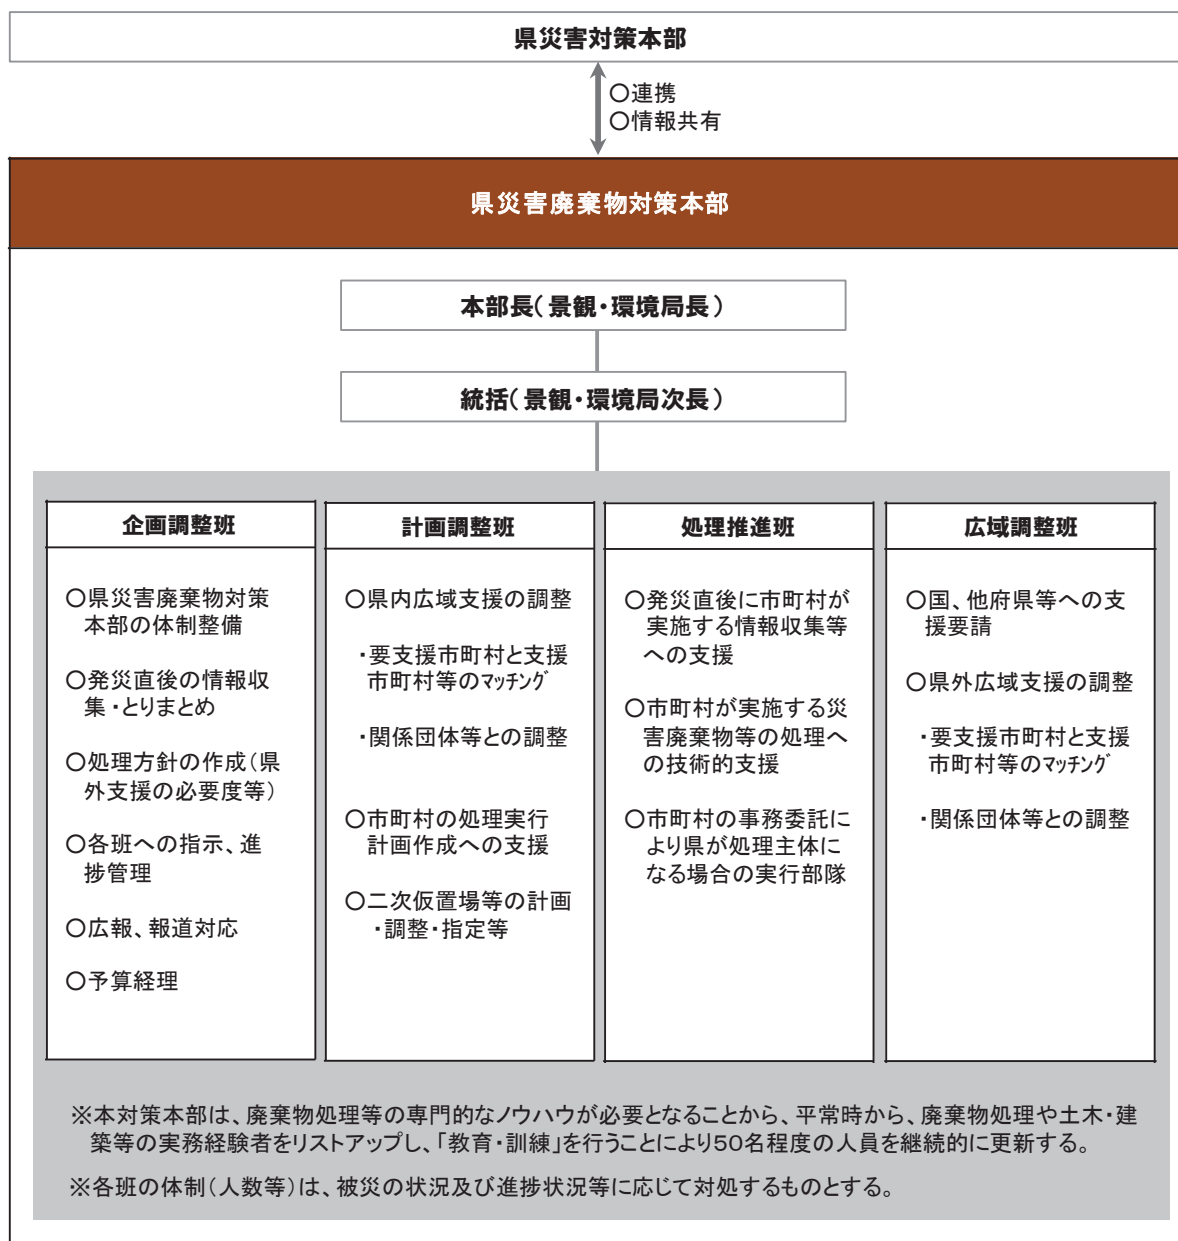 県災害対策本部
○連携
○情報共有
県災害廃棄物対策本部
本部長(景観・環境局長)
統括(景観・環境局次長)
企画調整班
○県災害廃棄物対策
本部の体制整備
○発災直後の情報収
集・とりまとめ
○処理方針の作成(県
外支援の必要度等)
○各班への指示、進
捗管理
○広報、報道対応
○予算経理
計画調整班
○県内広域支援の調整
・要支援市町村と支援
市町村等のﾏｯﾁﾝｸﾞ
・関係団体等との調整
○市町村の処理実行
計画作成への支援
○二次仮置場等の計画
・調整・指定等
処理推進班
○発災直後に市町村が
実施する情報収集等
への支援
○市町村が実施する災
害廃棄物等の処理へ
の技術的支援
○市町村の事務委託に
より県が処理主体に
なる場合の実行部隊
広域調整班
○国、他府県等への支
援要請
○県外広域支援の調整
・要支援市町村と支援
市町村等のﾏｯﾁﾝｸﾞ
・関係団体等との調整
※本対策本部は、廃棄物処理等の専門的なノウハウが必要となることから、平常時から、廃棄物処理や土木・建
築等の実務経験者をリストアップし、「教育・訓練」を行うことにより50名程度の人員を継続的に更新する。
※各班の体制(人数等)は、被災の状況及び進捗状況等に応じて対処するものとする。